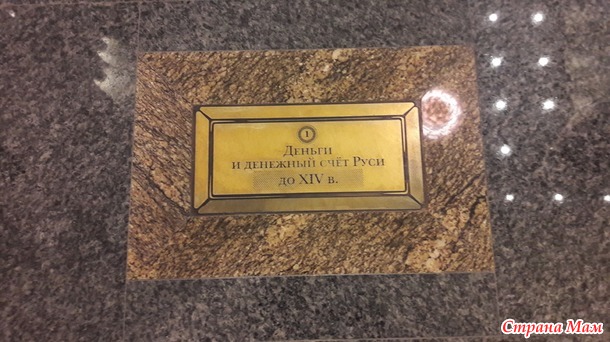 1
Деньги
и денежный счёт Руси
до XIV в.
Страна Мам